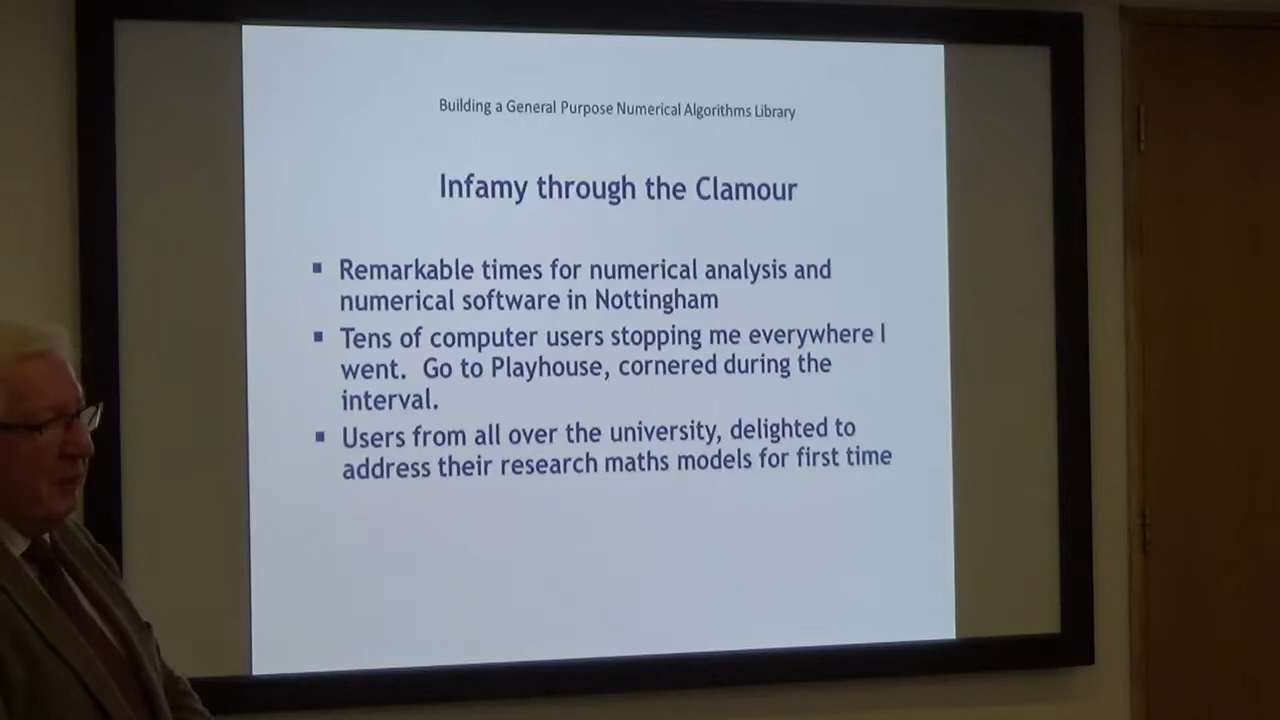 Building a General Purpose Numerical Algorithms Library
Infamy through the Clamour
▪ Remarkable times for numerical analysis and
numerical software in Nottingham
▪ Tens of computer users stopping me everywhere I
went. Go to Playhouse, cornered during the
interval.
▪ Users from all over the university, delighted to
address their research maths models for first time